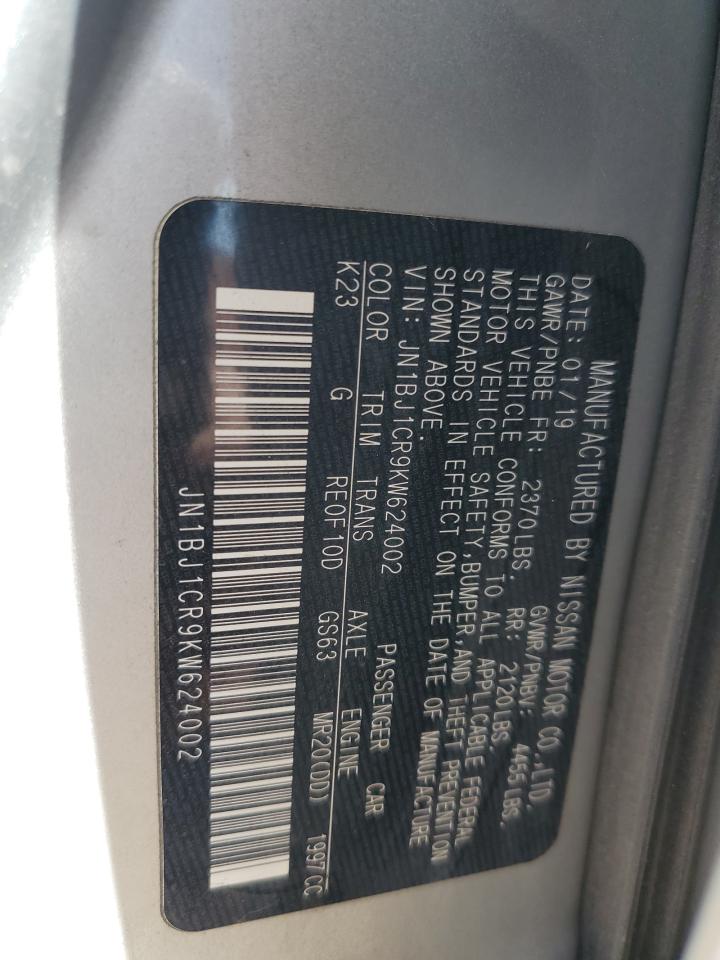 MANUFACTURED BY NISSAN MOTOR CO.,LTD
DATE: 01/19 GVWR/PNBV: 4455 LBS.
GAWR/PNBE FR: 2370LBS. RR: 2120LBS
THIS VEHICLE CONFORMS TO ALL APPLICABLE FEDERAL
MOTOR VEHICLE SAFETY,BUMPER,AND THEFT PREVENTION
STANDARDS IN EFFECT ON THE DATE OF MANUFACTURE
SHOWN ABOVE.
VIN: JN1BJ1CR9KW624002 PASSENGER CAR
COLOR TRIM TRANS AXLE ENGINE
K23 G RE0F10D GS63 MR20(DD) 1997CC
JN1BJ1CR9KW624002